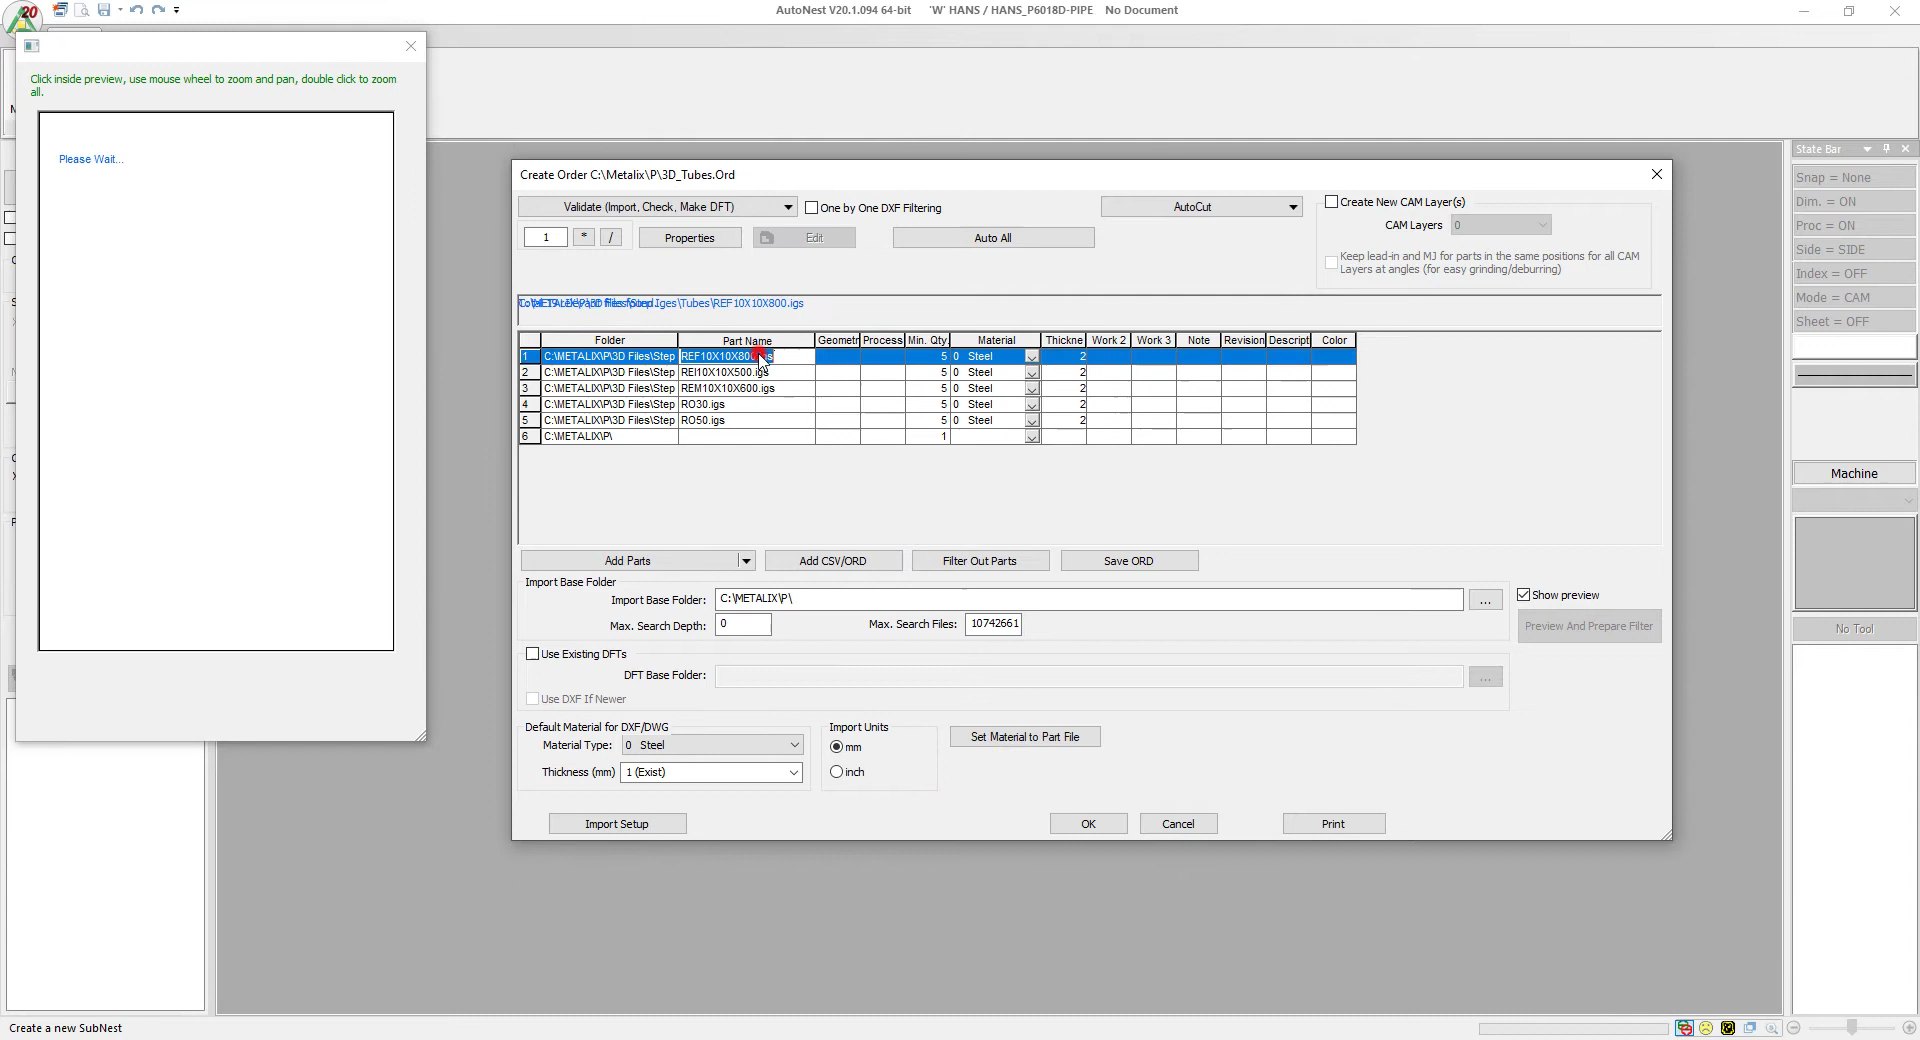 20 AutoNest V20.1.094 64-bit 'W' HANS / HANS_P6018D-PIPE No Document
Click inside preview, use mouse wheel to zoom and pan, double click to zoom
all.
Please Wait...
Create Order C:\Metalix\P\3D_Tubes.Ord
Validate (Import, Check, Make DFT) One by One DXF Filtering AutoCut
Create New CAM Layer(s)
CAM Layers 0
1 * / Properties Edit Auto All
Keep lead-in and MJ for parts in the same positions for all CAM
Layers at angles (for easy grinding/deburring)
\Tubes\REF10X10X800.igs
Folder Part Name Geometr Process Min. Qty. Material Thickne Work 2 Work 3 Note Revision Descript Color
1 C:\METALIX\P\3D Files\Step REF10X10X800 5 0 Steel 2
2 C:\METALIX\P\3D Files\Step REI10X10X500.igs 5 0 Steel 2
3 C:\METALIX\P\3D Files\Step REM10X10X600.igs 5 0 Steel 2
4 C:\METALIX\P\3D Files\Step RO30.igs 5 0 Steel 2
5 C:\METALIX\P\3D Files\Step RO50.igs 5 0 Steel 2
6 C:\METALIX\P\ 1
Add Parts Add CSV/ORD Filter Out Parts Save ORD
Import Base Folder
Import Base Folder: C:\METALIX\P\ ...
Max. Search Depth: 0 Max. Search Files: 10742661
Show preview
Preview And Prepare Filter
Use Existing DFTs
DFT Base Folder: ...
Use DXF If Newer
Default Material for DXF/DWG
Material Type: 0 Steel
Thickness (mm) 1 (Exist)
Import Units
mm
inch
Set Material to Part File
Import Setup OK Cancel Print
State Bar
Snap = None
Dim. = ON
Proc = ON
Side = SIDE
Index = OFF
Mode = CAM
Sheet = OFF
Machine
No Tool
Create a new SubNest